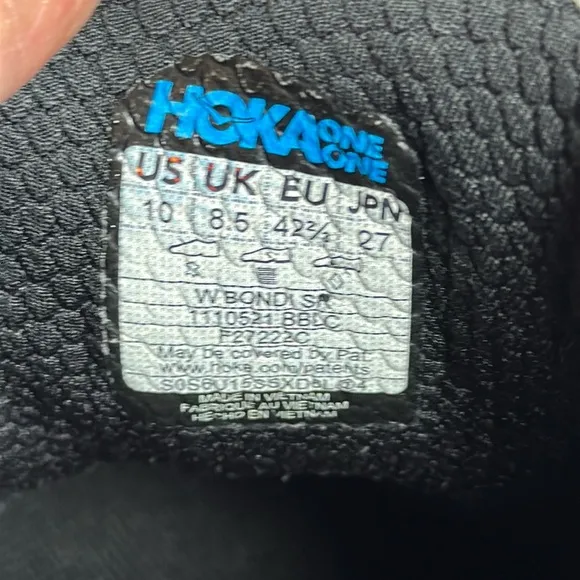 HOKA ONE ONE
US UK EU JPN
10 8.5 42⅔ 27
W BONDI SR
1110521 BBLC
F27222C
May be covered by Pat.
www.hoka.com/patents
MADE IN VIETNAM
FABRIQUÉ AU VIETNAM
HECHO EN VIETNAM